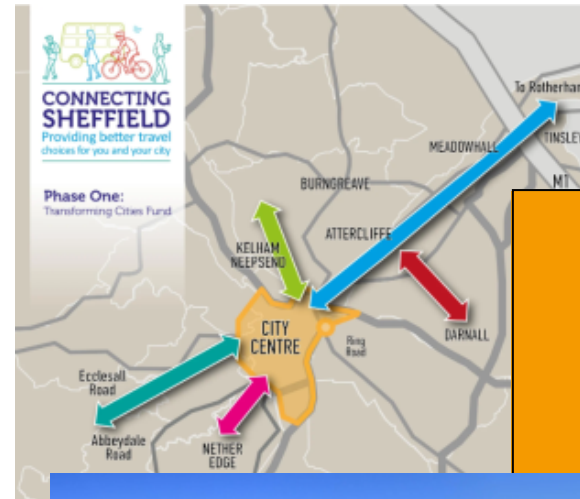 CONNECTING
SHEFFIELD
Providing better travel
choices for you and your city
Phase One:
Transforming Cities Fund
To Rotherham
TINSLEY
MEADOWHALL
M1
BURNGREAVE
ATTERCLIFFE
KELHAM
NEEPSEND
DARNALL
CITY
CENTRE
Ring
Road
Ecclesall
Road
Abbeydale
Road
NETHER
EDGE